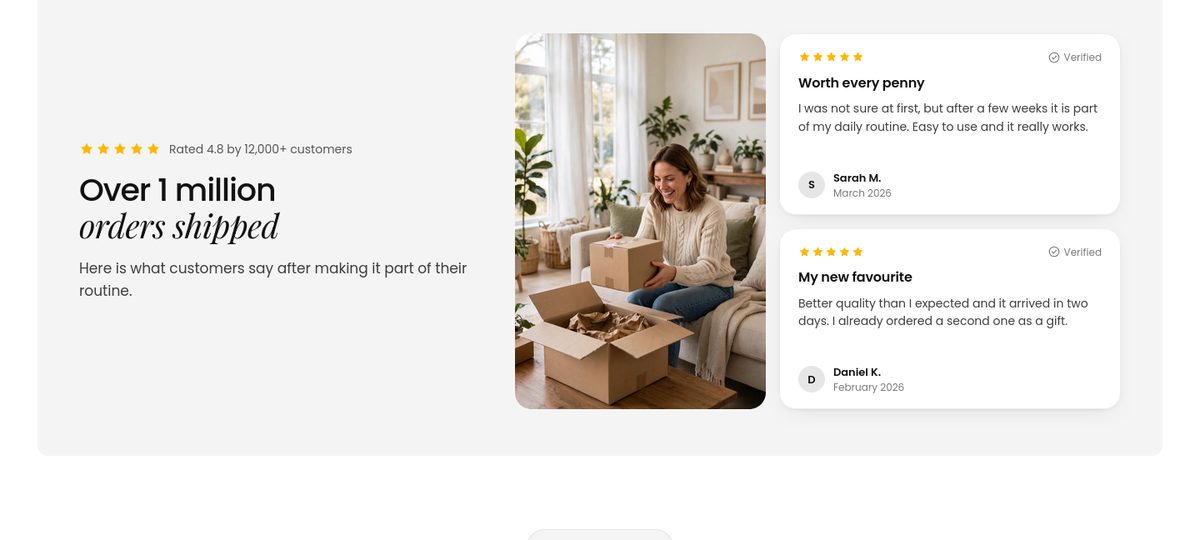 Rated 4.8 by 12,000+ customers
Over 1 million
orders shipped
Here is what customers say after making it part of their
routine.
Verified
Worth every penny
I was not sure at first, but after a few weeks it is part
of my daily routine. Easy to use and it really works.
S
Sarah M.
March 2026
Verified
My new favourite
Better quality than I expected and it arrived in two
days. I already ordered a second one as a gift.
D
Daniel K.
February 2026